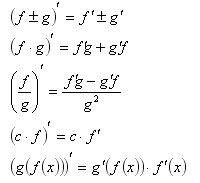 (f ± g)' = f' ± g'
(f · g)' = f'g + g'f
(f/g)' = (f'g − g'f)/g²
(c · f)' = c · f'
(g(f(x)))' = g'(f(x)) · f'(x)